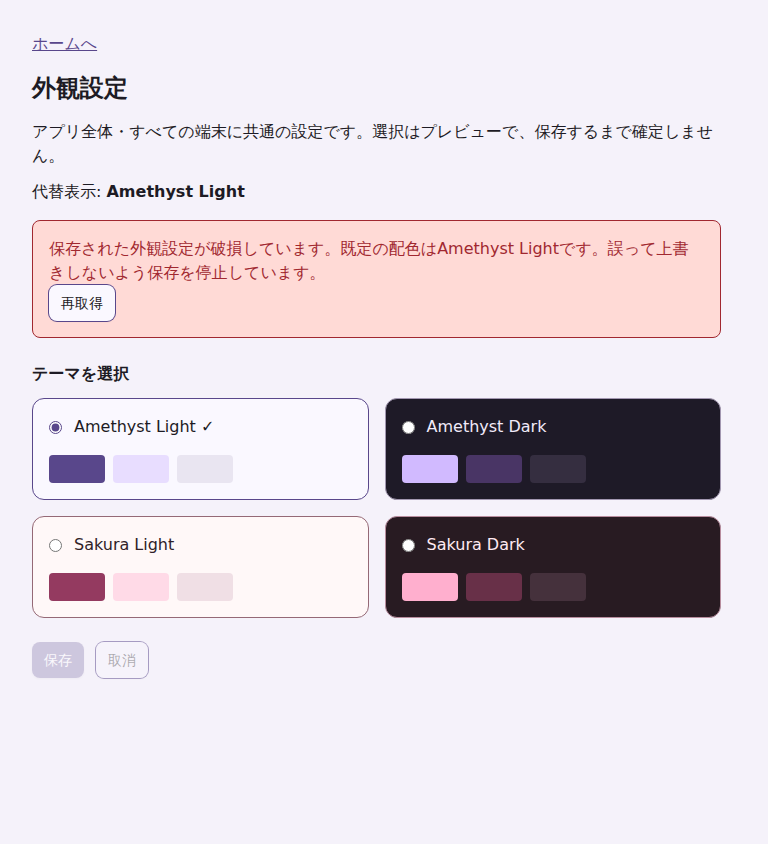 ホームへ
外観設定
アプリ全体・すべての端末に共通の設定です。選択はプレビューで、保存するまで確定しませ
ん。
代替表示: Amethyst Light
保存された外観設定が破損しています。既定の配色はAmethyst Lightです。誤って上書
きしないよう保存を停止しています。
再取得
テーマを選択
Amethyst Light ✓
Amethyst Dark
Sakura Light
Sakura Dark
保存
取消